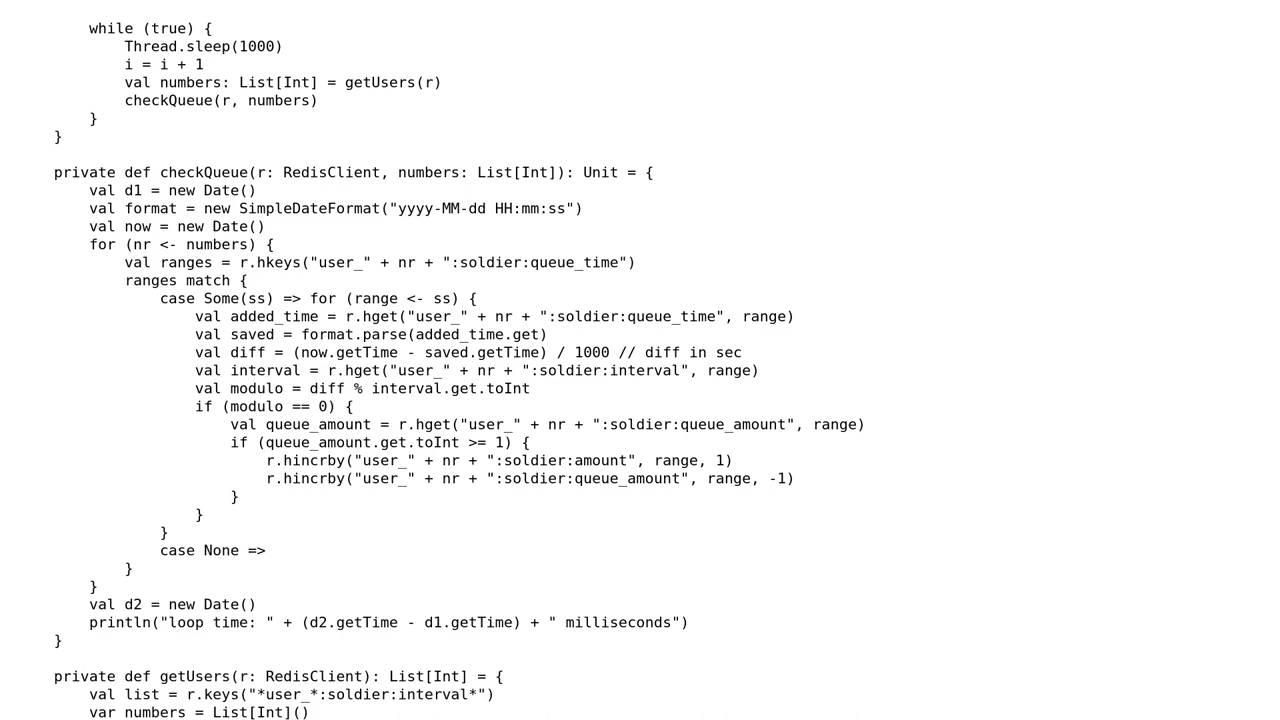 while (true) {
Thread.sleep(1000)
i = i + 1
val numbers: List[Int] = getUsers(r)
checkQueue(r, numbers)
}
}
private def checkQueue(r: RedisClient, numbers: List[Int]): Unit = {
val d1 = new Date()
val format = new SimpleDateFormat("yyyy-MM-dd HH:mm:ss")
val now = new Date()
for (nr <- numbers) {
val ranges = r.hkeys("user_" + nr + ":soldier:queue_time")
ranges match {
case Some(ss) => for (range <- ss) {
val added_time = r.hget("user_" + nr + ":soldier:queue_time", range)
val saved = format.parse(added_time.get)
val diff = (now.getTime - saved.getTime) / 1000 // diff in sec
val interval = r.hget("user_" + nr + ":soldier:interval", range)
val modulo = diff % interval.get.toInt
if (modulo == 0) {
val queue_amount = r.hget("user_" + nr + ":soldier:queue_amount", range)
if (queue_amount.get.toInt >= 1) {
r.hincrby("user_" + nr + ":soldier:amount", range, 1)
r.hincrby("user_" + nr + ":soldier:queue_amount", range, -1)
}
}
}
case None =>
}
}
val d2 = new Date()
println("loop time: " + (d2.getTime - d1.getTime) + " milliseconds")
}
private def getUsers(r: RedisClient): List[Int] = {
val list = r.keys("*user_*:soldier:interval*")
var numbers = List[Int]()